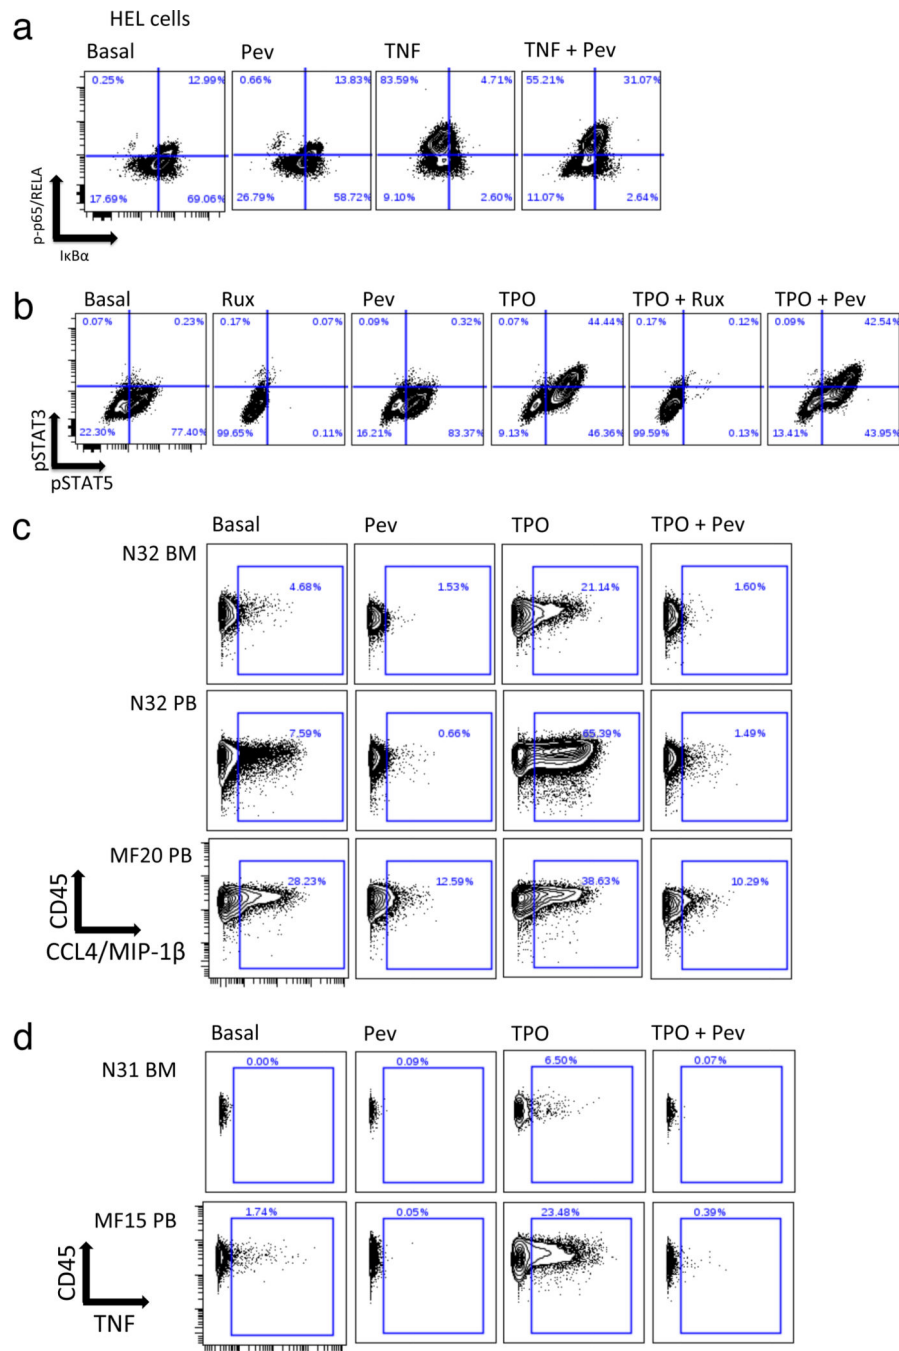 a
HEL cells
Basal Pev TNF TNF + Pev
0.25% 12.99% 0.66% 13.83% 83.59% 4.71% 55.21% 31.07%
17.69% 69.06% 26.79% 58.72% 9.10% 2.60% 11.07% 2.64%
p-p65/RELA
IκBα
b
Basal Rux Pev TPO TPO + Rux TPO + Pev
0.07% 0.23% 0.17% 0.07% 0.09% 0.32% 0.07% 44.44% 0.17% 0.12% 0.09% 42.54%
22.30% 77.40% 99.65% 0.11% 16.21% 83.37% 9.13% 46.36% 99.59% 0.13% 13.41% 43.95%
pSTAT3
pSTAT5
c
Basal Pev TPO TPO + Pev
N32 BM
4.68% 1.53% 21.14% 1.60%
N32 PB
7.59% 0.66% 65.39% 1.49%
MF20 PB
28.23% 12.59% 38.63% 10.29%
CD45
CCL4/MIP-1β
d
Basal Pev TPO TPO + Pev
N31 BM
0.00% 0.09% 6.50% 0.07%
MF15 PB
1.74% 0.05% 23.48% 0.39%
CD45
TNF